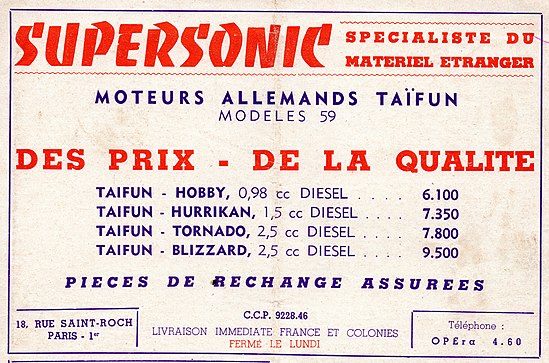 SUPERSONIC
SPECIALISTE DU
MATERIEL ETRANGER
MOTEURS ALLEMANDS TAÏFUN
MODELES 59
DES PRIX - DE LA QUALITE
TAIFUN - HOBBY, 0,98 cc DIESEL . . . . 6.100
TAIFUN - HURRIKAN, 1,5 cc DIESEL . . . . 7.350
TAIFUN - TORNADO, 2,5 cc DIESEL . . . . 7.800
TAIFUN - BLIZZARD, 2,5 cc DIESEL . . . . 9.500
PIECES DE RECHANGE ASSUREES
18, RUE SAINT-ROCH
PARIS - 1er
C.C.P. 9228.46
LIVRAISON IMMEDIATE FRANCE ET COLONIES
FERME LE LUNDI
Téléphone :
OPEra 4.60